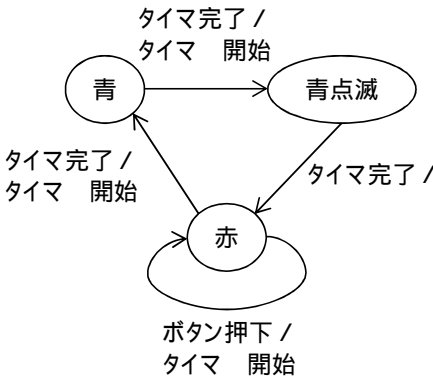 タイマ完了 /
タイマ　開始
青
青点滅
タイマ完了 /
タイマ　開始
タイマ完了 /
赤
ボタン押下 /
タイマ　開始